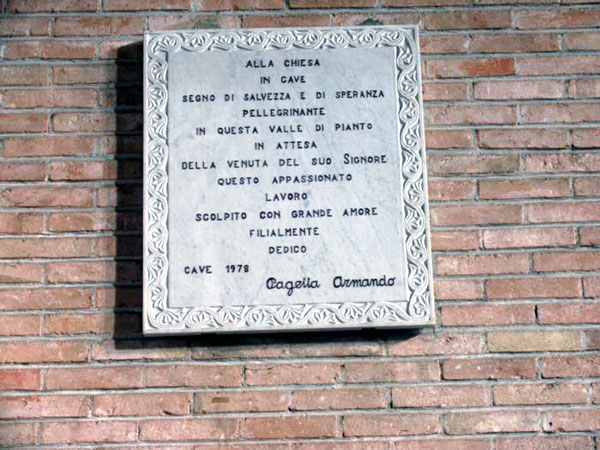 ALLA CHIESA
IN CAVE
SEGNO DI SALVEZZA E DI SPERANZA
PELLEGRINANTE
IN QUESTA VALLE DI PIANTO
IN ATTESA
DELLA VENUTA DEL SUO SIGNORE
QUESTO APPASSIONATO
LAVORO
SCOLPITO CON GRANDE AMORE
FILIALMENTE
DEDICO
CAVE 1978
Pagella Armando